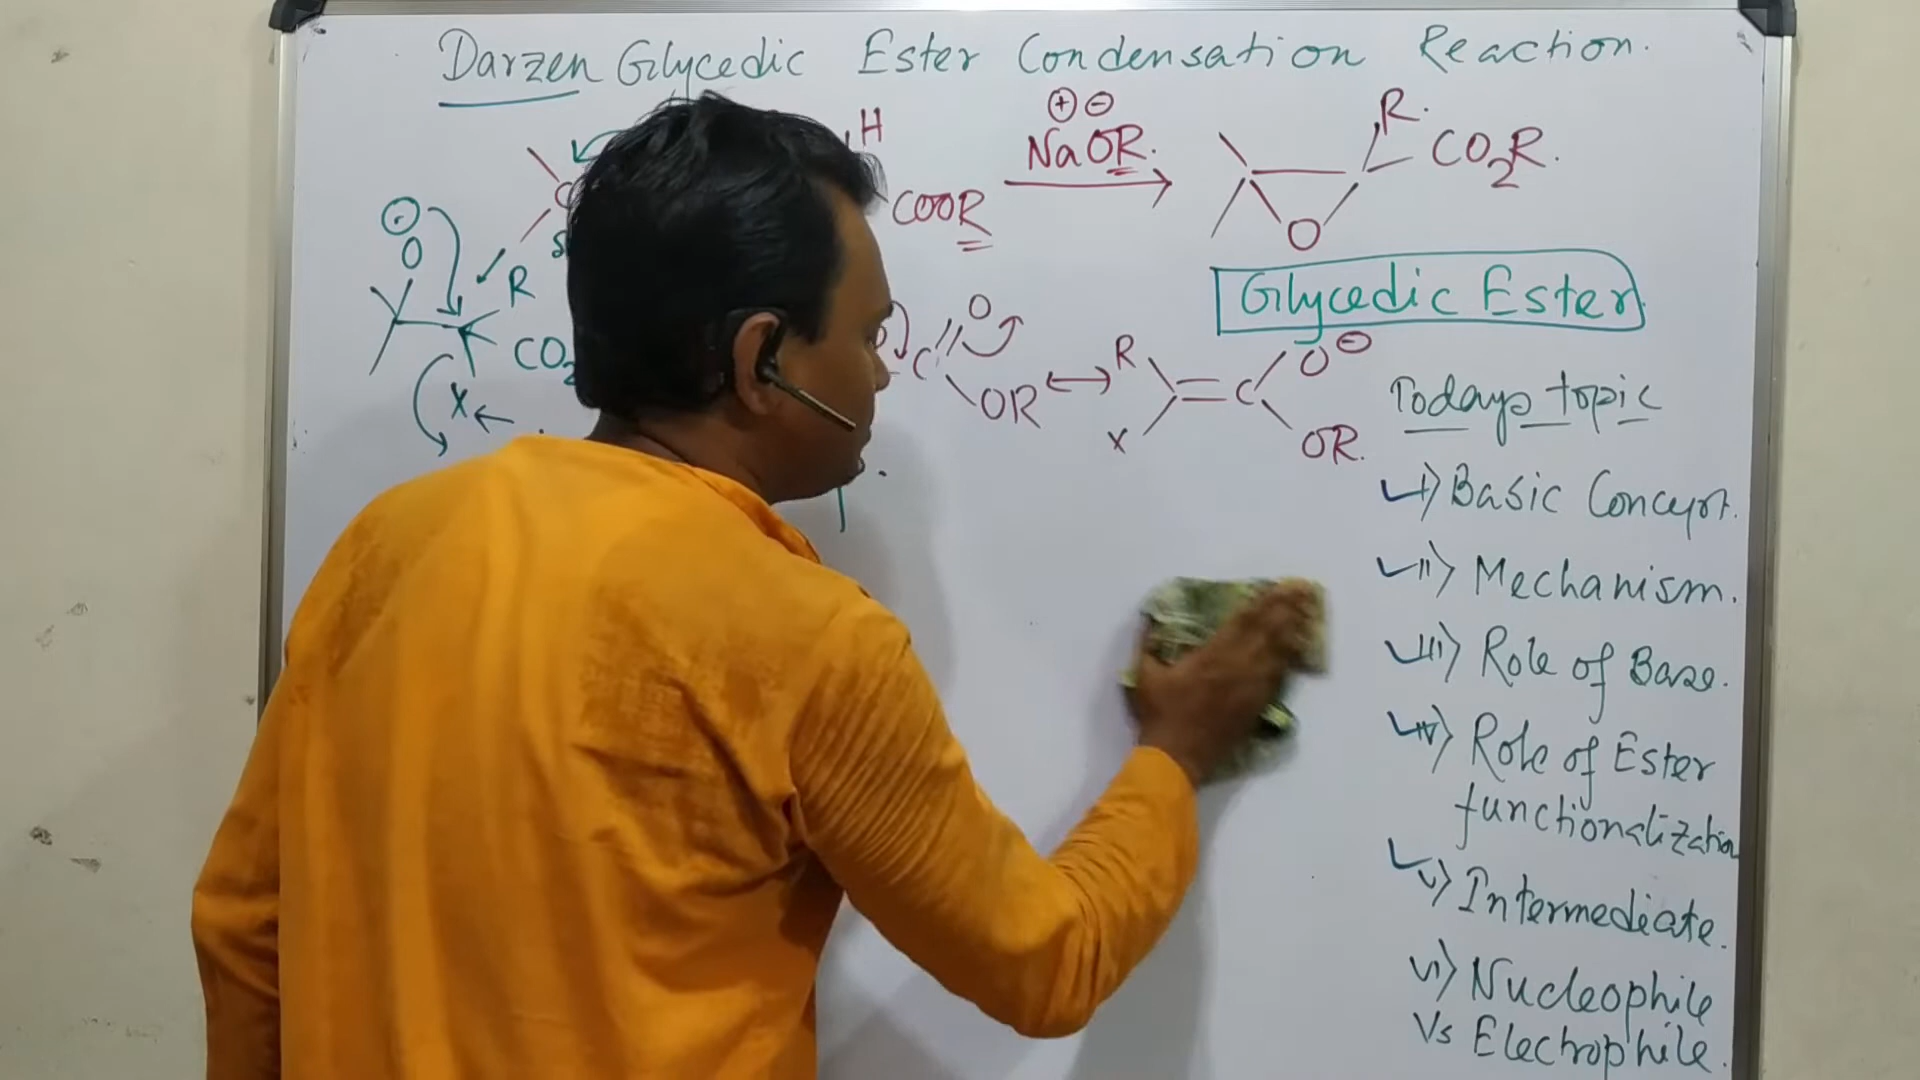 Darzen Glycedic Ester Condensation Reaction.
H
COOR
⊕ ⊖
NaOR.
R.
CO2R.
O
Glycedic Ester
⊖
O
R
CO2
X
O
C
OR
R
X
C
O⊖
OR.
Todays topic
i) Basic Concept.
ii) Mechanism.
iii) Role of Base.
iv) Role of Ester
functionalization
v) Intermediate.
vi) Nucleophile
Vs Electrophile.